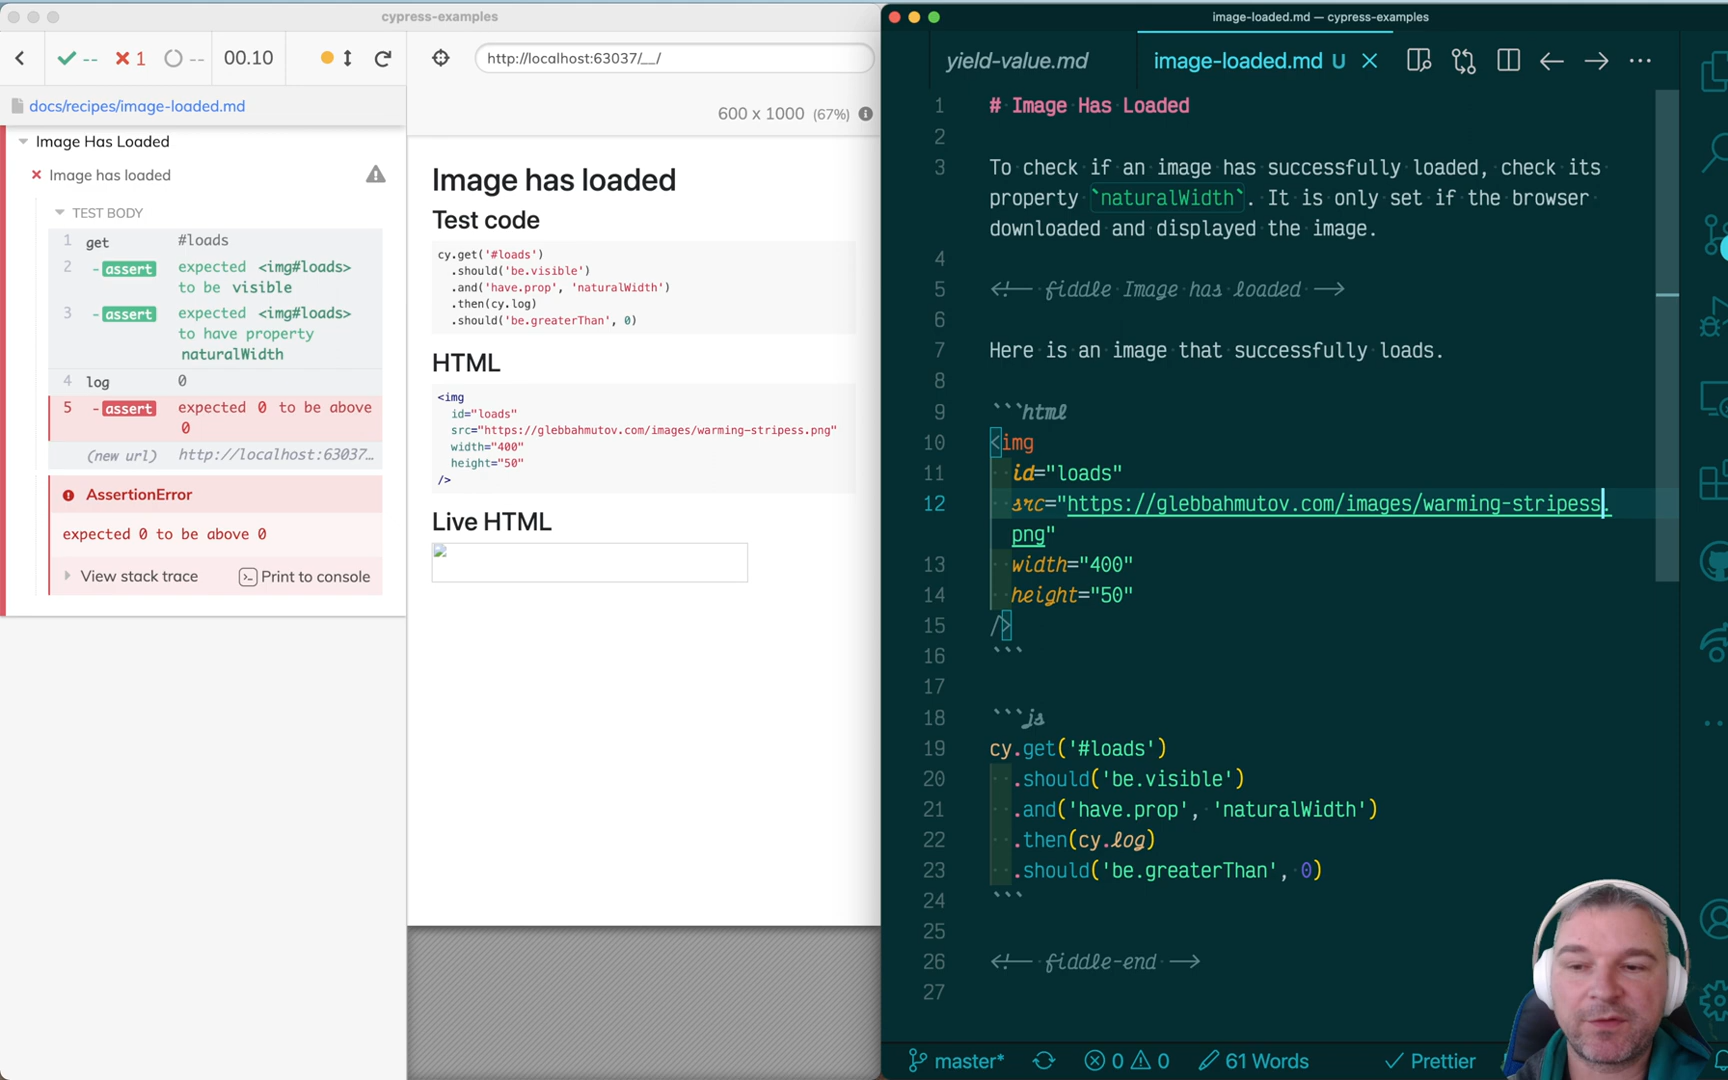 cypress-examples
-- 1 -- 00.10
http://localhost:63037/__/
docs/recipes/image-loaded.md
600 x 1000 (67%)
Image Has Loaded
Image has loaded
TEST BODY
1 get #loads
2 -assert expected <img#loads>
to be visible
3 -assert expected <img#loads>
to have property
naturalWidth
4 log 0
5 -assert expected 0 to be above
0
(new url) http://localhost:63037...
AssertionError
expected 0 to be above 0
View stack trace Print to console
Image has loaded
Test code
cy.get('#loads')
.should('be.visible')
.and('have.prop', 'naturalWidth')
.then(cy.log)
.should('be.greaterThan', 0)
HTML
<img
id="loads"
src="https://glebbahmutov.com/images/warming-stripess.png"
width="400"
height="50"
/>
Live HTML
image-loaded.md — cypress-examples
yield-value.md image-loaded.md U
1 # Image Has Loaded
2
3 To check if an image has successfully loaded, check its
property `naturalWidth`. It is only set if the browser
downloaded and displayed the image.
4
5 <!-- fiddle Image has loaded -->
6
7 Here is an image that successfully loads.
8
9 ```html
10 <img
11 id="loads"
12 src="https://glebbahmutov.com/images/warming-stripess.
png"
13 width="400"
14 height="50"
15 />
16 ```
17
18 ```js
19 cy.get('#loads')
20 .should('be.visible')
21 .and('have.prop', 'naturalWidth')
22 .then(cy.log)
23 .should('be.greaterThan', 0)
24 ```
25
26 <!-- fiddle-end -->
27
master* 0 0 61 Words Prettier